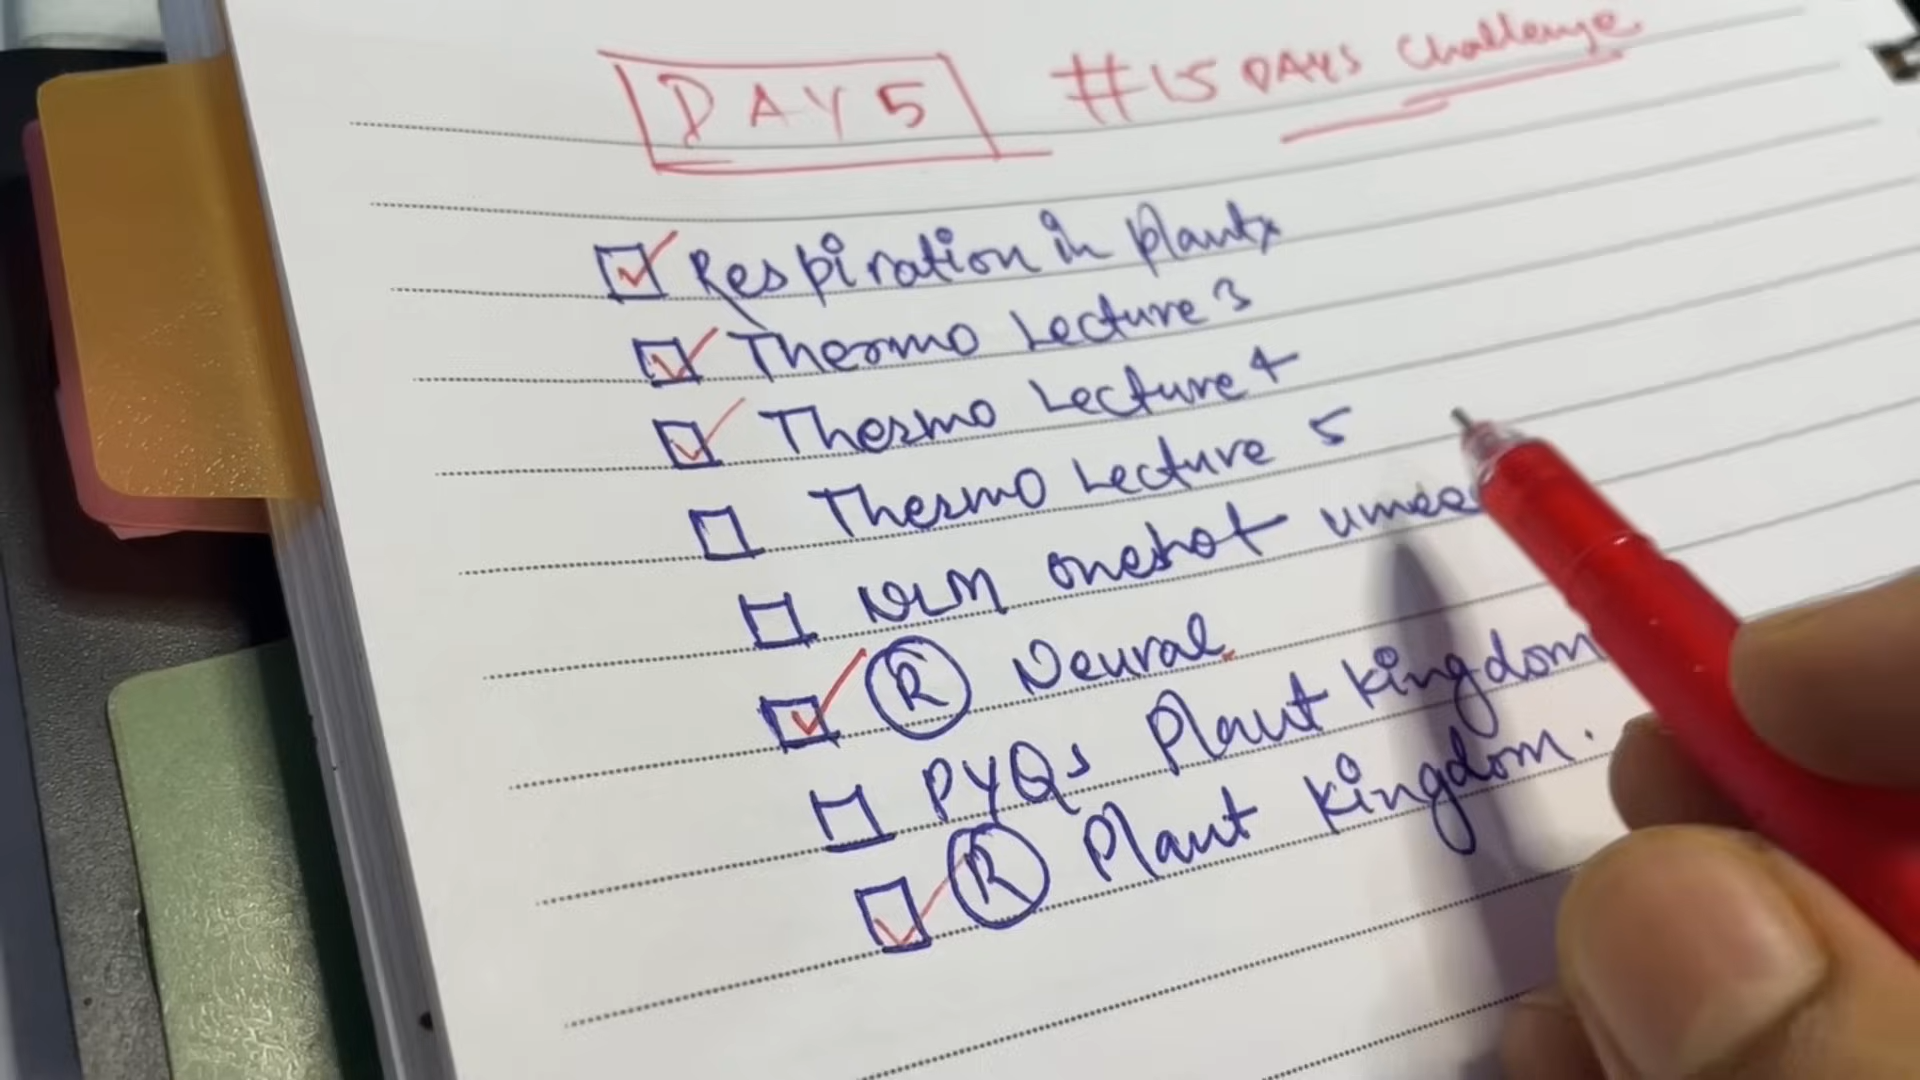 DAY 5 #15 DAYS Challenge
Respiration in plants
Thermo Lecture 3
Thermo Lecture 4
Thermo Lecture 5
NLM oneshot
R Neural
PYQs Plant Kingdom
R Plant Kingdom.